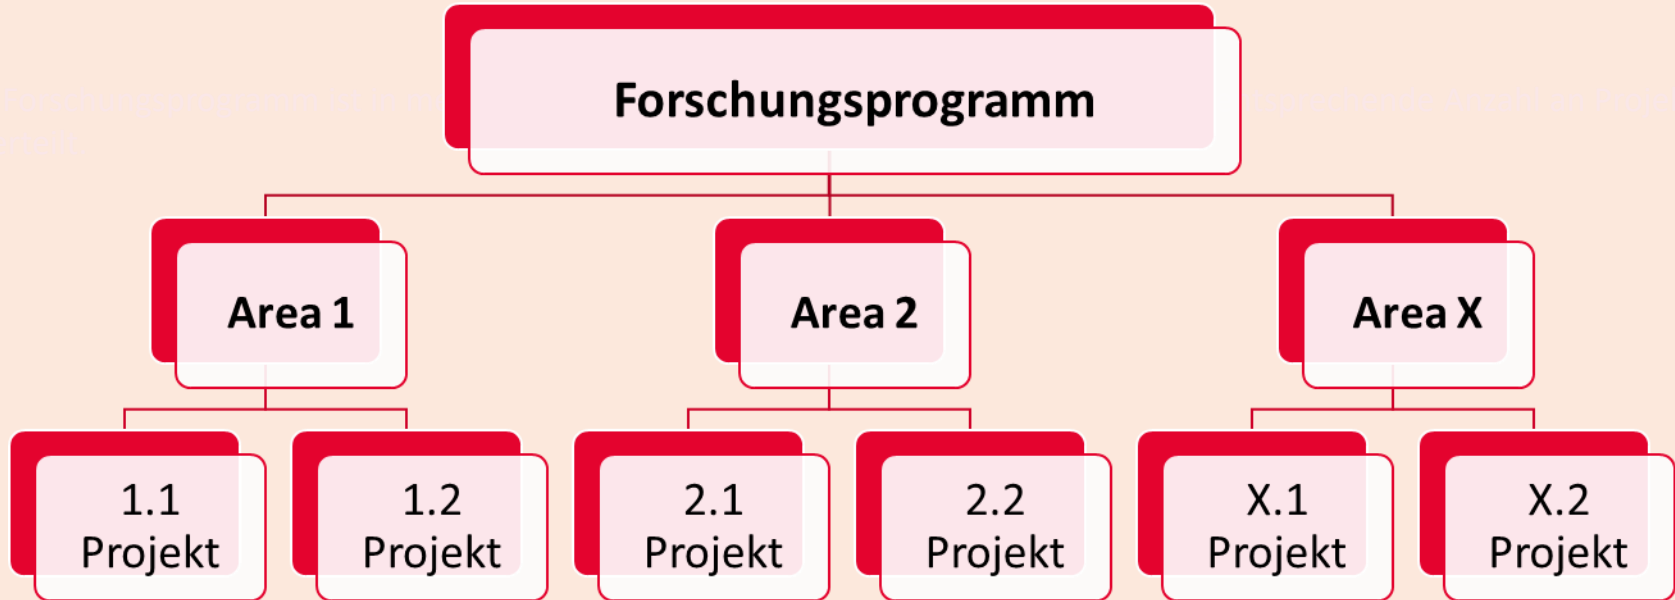 Forschungsprogramm
Area 1
Area 2
Area X
1.1
Projekt
1.2
Projekt
2.1
Projekt
2.2
Projekt
X.1
Projekt
X.2
Projekt